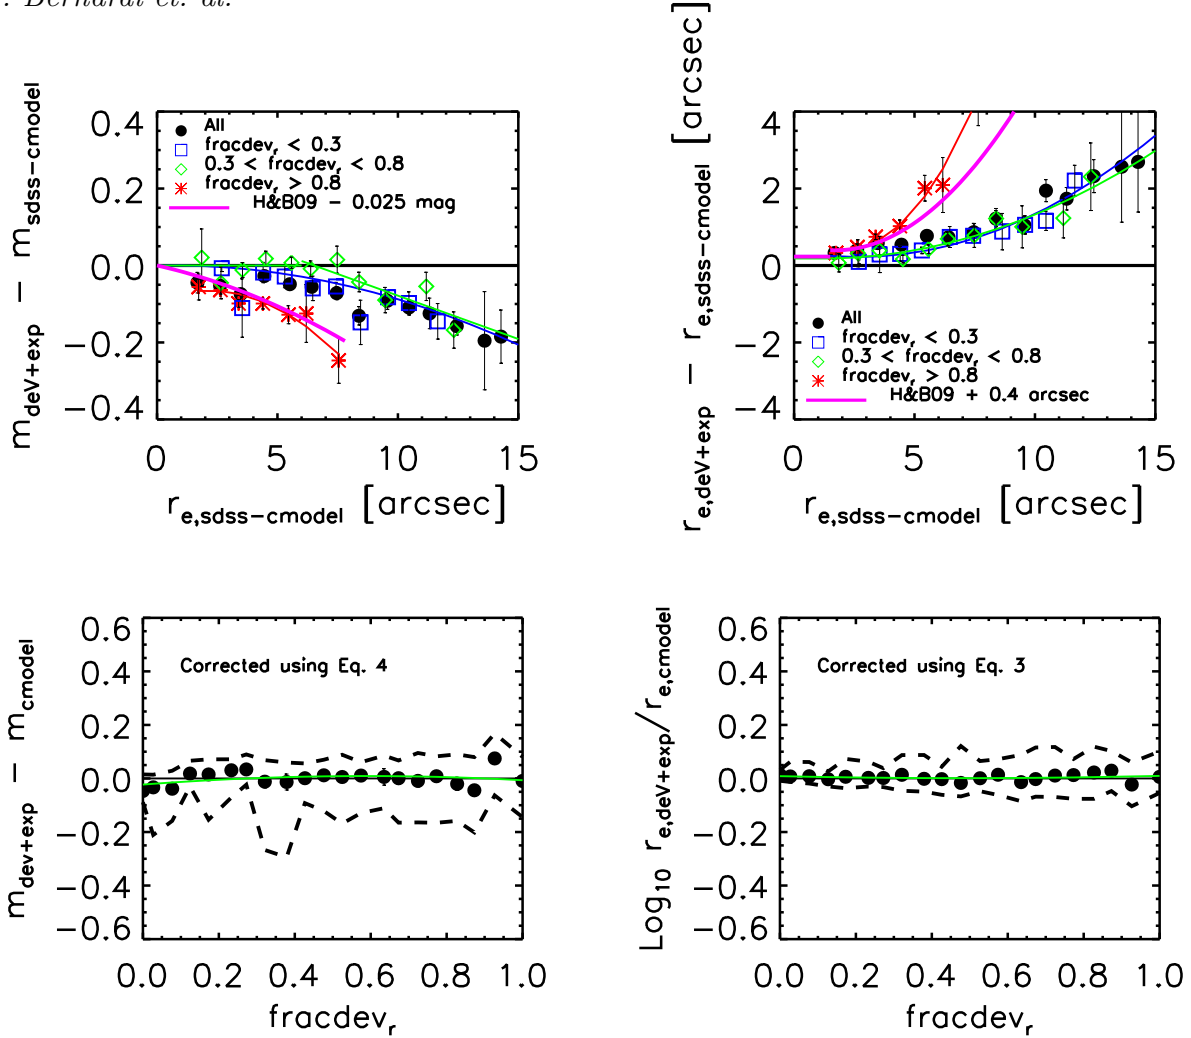 . Bernardi et. al.
m_deV+exp − m_sdss−cmodel
0.4
0.2
0.0
−0.2
−0.4
All
fracdev_r < 0.3
0.3 < fracdev_r < 0.8
fracdev_r > 0.8
H&B09 − 0.025 mag
0 5 10 15
r_e,sdss−cmodel [arcsec]
r_e,deV+exp − r_e,sdss−cmodel [arcsec]
4
2
0
−2
−4
All
fracdev_r < 0.3
0.3 < fracdev_r < 0.8
fracdev_r > 0.8
H&B09 + 0.4 arcsec
0 5 10 15
r_e,sdss−cmodel [arcsec]
m_dev+exp − m_crmodel
0.6
0.4
0.2
0.0
−0.2
−0.4
−0.6
Corrected using Eq. 4
0.0 0.2 0.4 0.6 0.8 1.0
fracdev_r
Log_10 r_e,dev+exp/r_e,cmodel
0.6
0.4
0.2
0.0
−0.2
−0.4
−0.6
Corrected using Eq. 3
0.0 0.2 0.4 0.6 0.8 1.0
fracdev_r